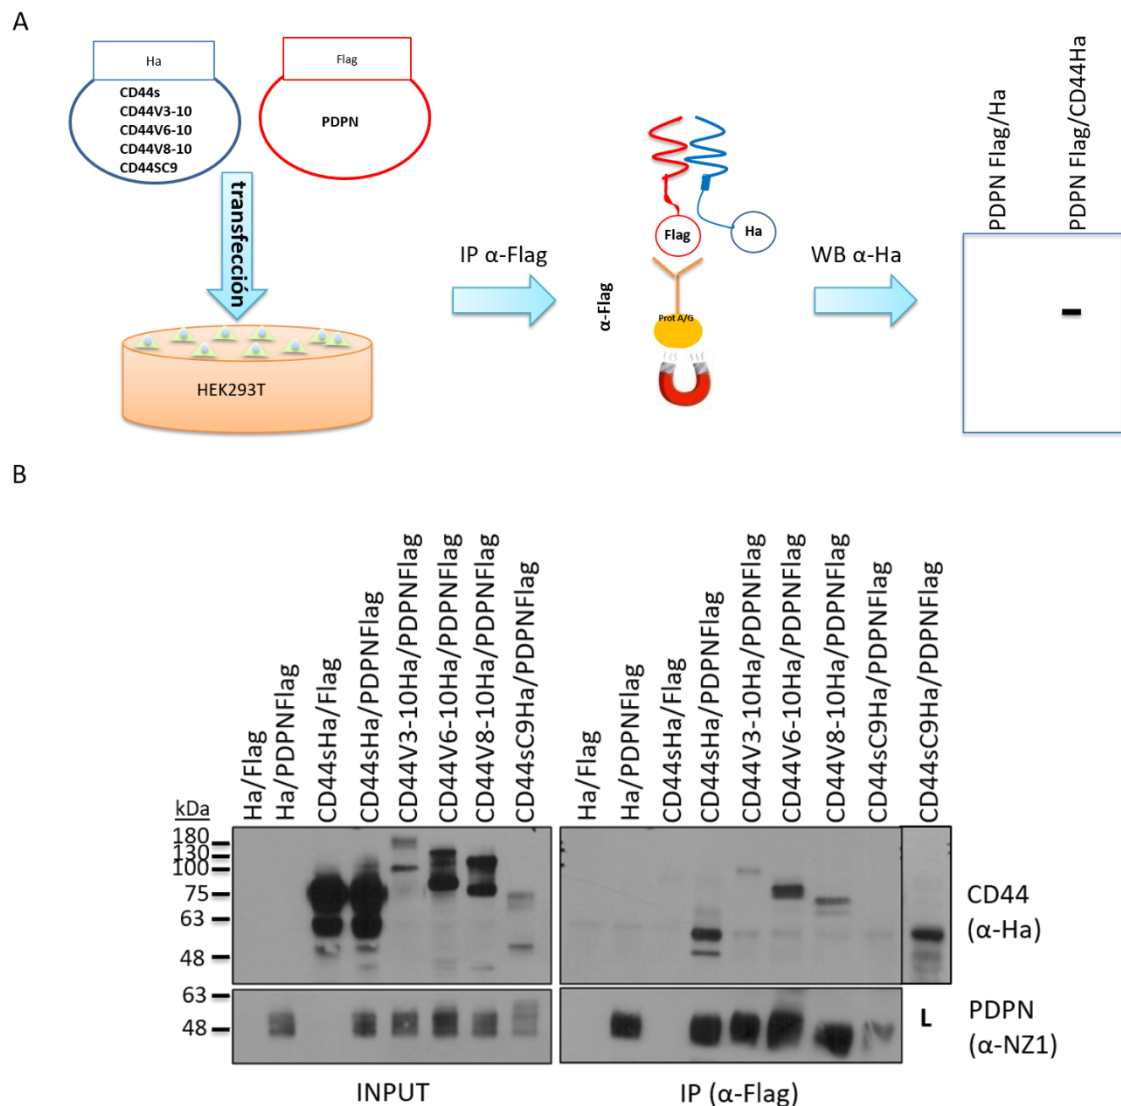 A
Ha
CD44s
CD44V3-10
CD44V6-10
CD44V8-10
CD44SC9
Flag
PDPN
transfección
HEK293T
IP α-Flag
Flag
Ha
α-Flag
Prot A/G
WB α-Ha
PDPN Flag/Ha
PDPN Flag/CD44Ha
B
Ha/Flag
Ha/PDPNFlag
CD44sHa/Flag
CD44sHa/PDPNFlag
CD44V3-10Ha/PDPNFlag
CD44V6-10Ha/PDPNFlag
CD44V8-10Ha/PDPNFlag
CD44sC9Ha/PDPNFlag
Ha/Flag
Ha/PDPNFlag
CD44sHa/Flag
CD44sHa/PDPNFlag
CD44V3-10Ha/PDPNFlag
CD44V6-10Ha/PDPNFlag
CD44V8-10Ha/PDPNFlag
CD44sC9Ha/PDPNFlag
CD44sC9Ha/PDPNFlag
kDa
180
130
100
75
63
48
CD44
(α-Ha)
63
48
L
PDPN
(α-NZ1)
INPUT
IP (α-Flag)